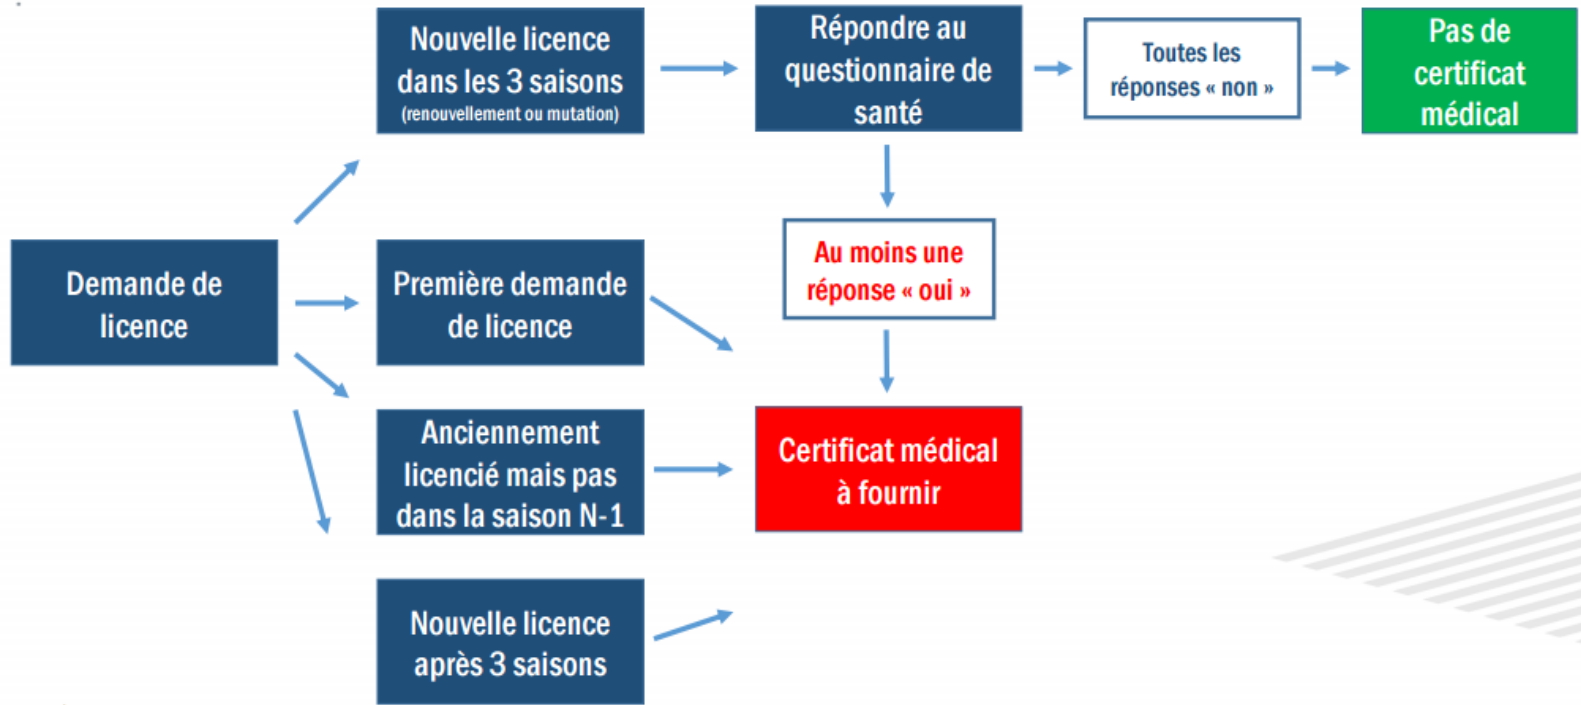 Nouvelle licence
dans les 3 saisons
(renouvellement ou mutation)
Répondre au
questionnaire de
santé
Toutes les
réponses « non »
Pas de
certificat
médical
Au moins une
réponse « oui »
Demande de
licence
Première demande
de licence
Anciennement
licencié mais pas
dans la saison N-1
Certificat médical
à fournir
Nouvelle licence
après 3 saisons